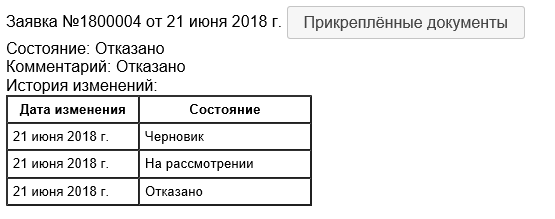 Заявка №1800004 от 21 июня 2018 г. Прикреплённые документы
Состояние: Отказано
Комментарий: Отказано
История изменений:
Дата изменения Состояние
21 июня 2018 г. Черновик
21 июня 2018 г. На рассмотрении
21 июня 2018 г. Отказано